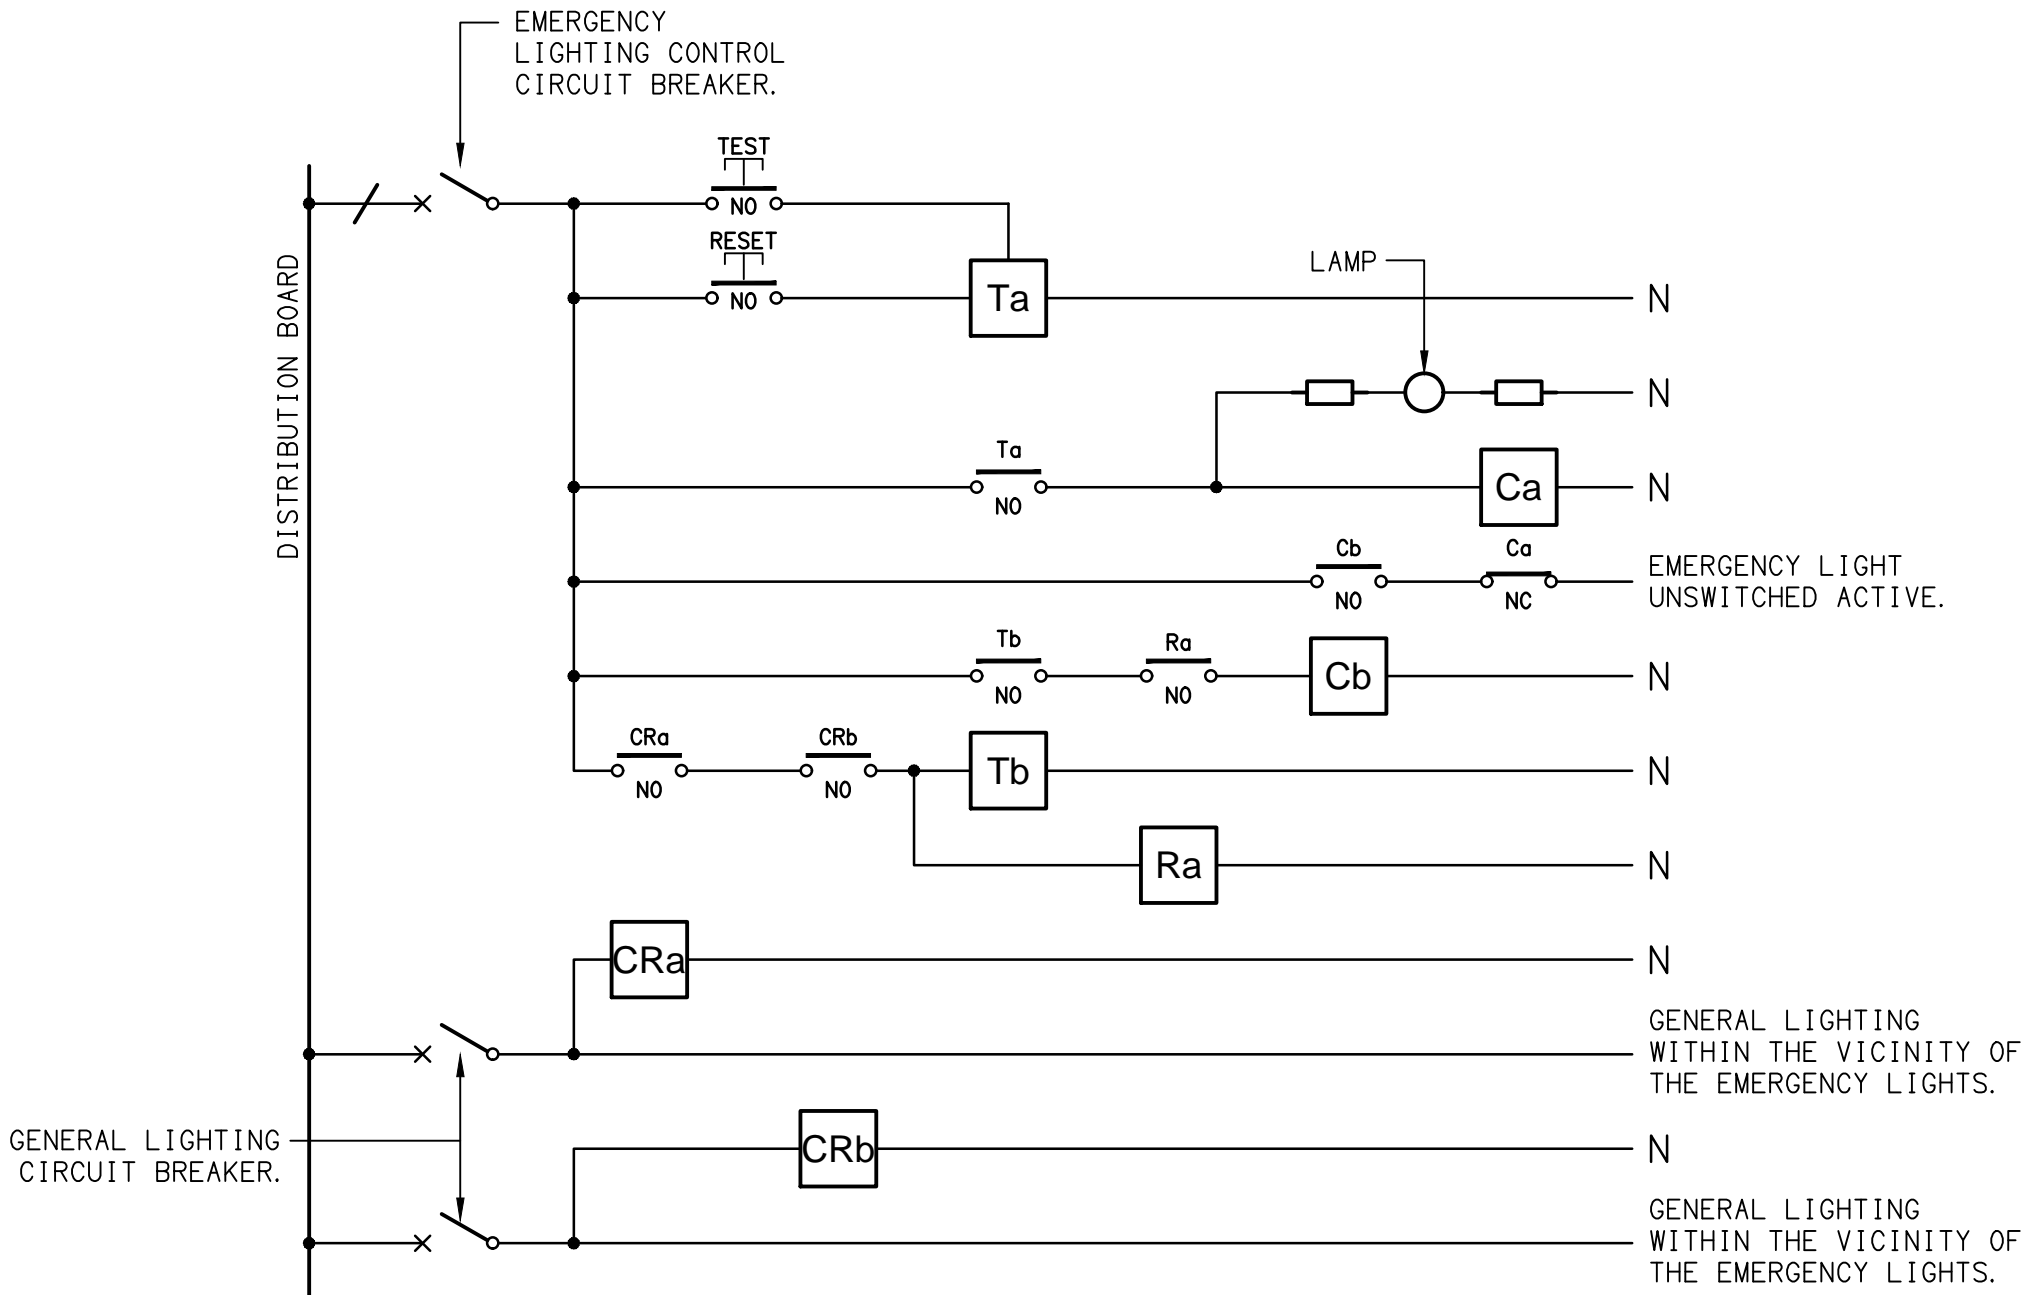 EMERGENCY
LIGHTING CONTROL
CIRCUIT BREAKER.
TEST
NO
RESET
NO
Ta
N
LAMP
N
DISTRIBUTION BOARD
Ta
NO
Ca
N
Cb
NO
Ca
NC
EMERGENCY LIGHT
UNSWITCHED ACTIVE.
Tb
NO
Ra
NO
Cb
N
CRa
NO
CRb
NO
Tb
N
Ra
N
CRa
N
GENERAL LIGHTING
WITHIN THE VICINITY OF
THE EMERGENCY LIGHTS.
GENERAL LIGHTING
CIRCUIT BREAKER.
CRb
N
GENERAL LIGHTING
WITHIN THE VICINITY OF
THE EMERGENCY LIGHTS.